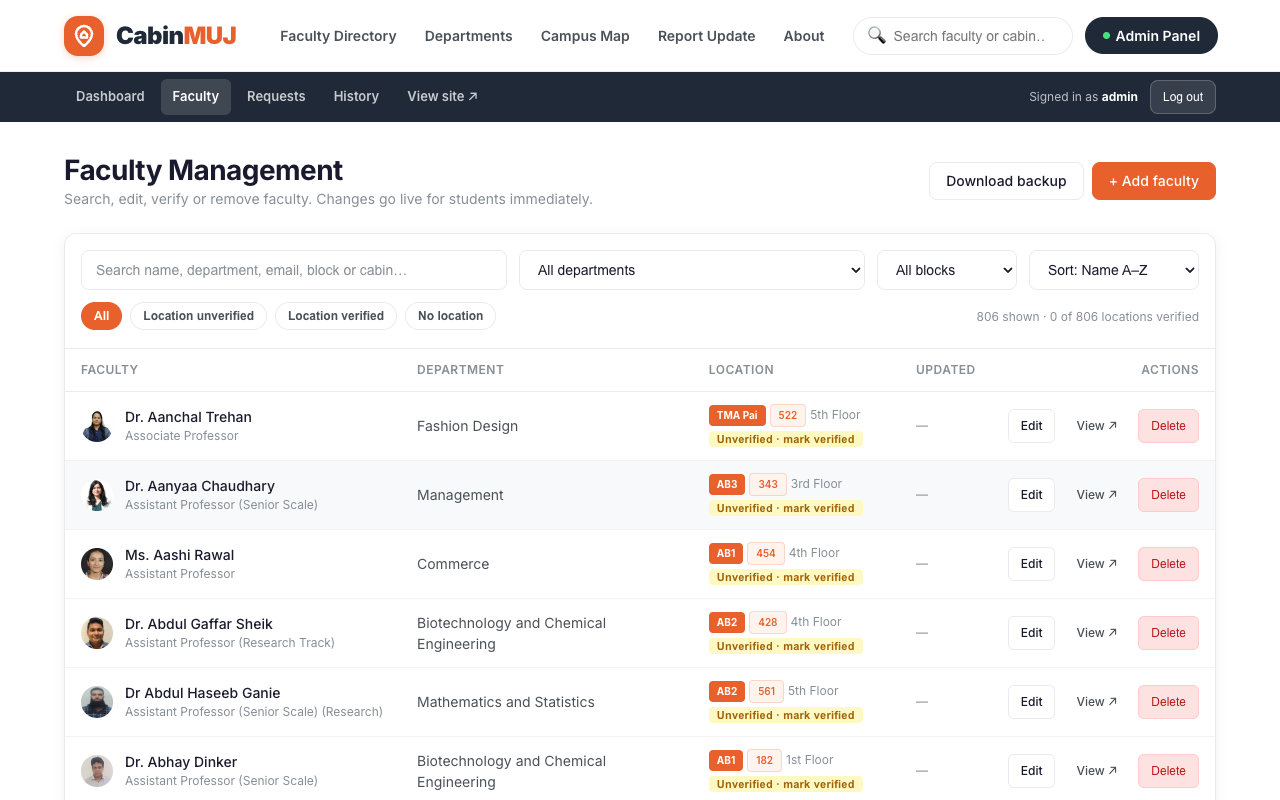 CabinMUJ
Faculty Directory Departments Campus Map Report Update About
Search faculty or cabin..
Admin Panel
Dashboard Faculty Requests History View site ↗
Signed in as admin Log out
Faculty Management
Search, edit, verify or remove faculty. Changes go live for students immediately.
Download backup + Add faculty
Search name, department, email, block or cabin... All departments All blocks Sort: Name A–Z
All Location unverified Location verified No location
806 shown · 0 of 806 locations verified
FACULTY DEPARTMENT LOCATION UPDATED ACTIONS
Dr. Aanchal Trehan
Associate Professor
Fashion Design
TMA Pai 522 5th Floor
Unverified · mark verified
—
Edit View ↗ Delete
Dr. Aanyaa Chaudhary
Assistant Professor (Senior Scale)
Management
AB3 343 3rd Floor
Unverified · mark verified
—
Edit View ↗ Delete
Ms. Aashi Rawal
Assistant Professor
Commerce
AB1 454 4th Floor
Unverified · mark verified
—
Edit View ↗ Delete
Dr. Abdul Gaffar Sheik
Assistant Professor (Research Track)
Biotechnology and Chemical
Engineering
AB2 428 4th Floor
Unverified · mark verified
—
Edit View ↗ Delete
Dr Abdul Haseeb Ganie
Assistant Professor (Senior Scale) (Research)
Mathematics and Statistics
AB2 561 5th Floor
Unverified · mark verified
—
Edit View ↗ Delete
Dr. Abhay Dinker
Assistant Professor (Senior Scale)
Biotechnology and Chemical
Engineering
AB1 182 1st Floor
Unverified · mark verified
—
Edit View ↗ Delete